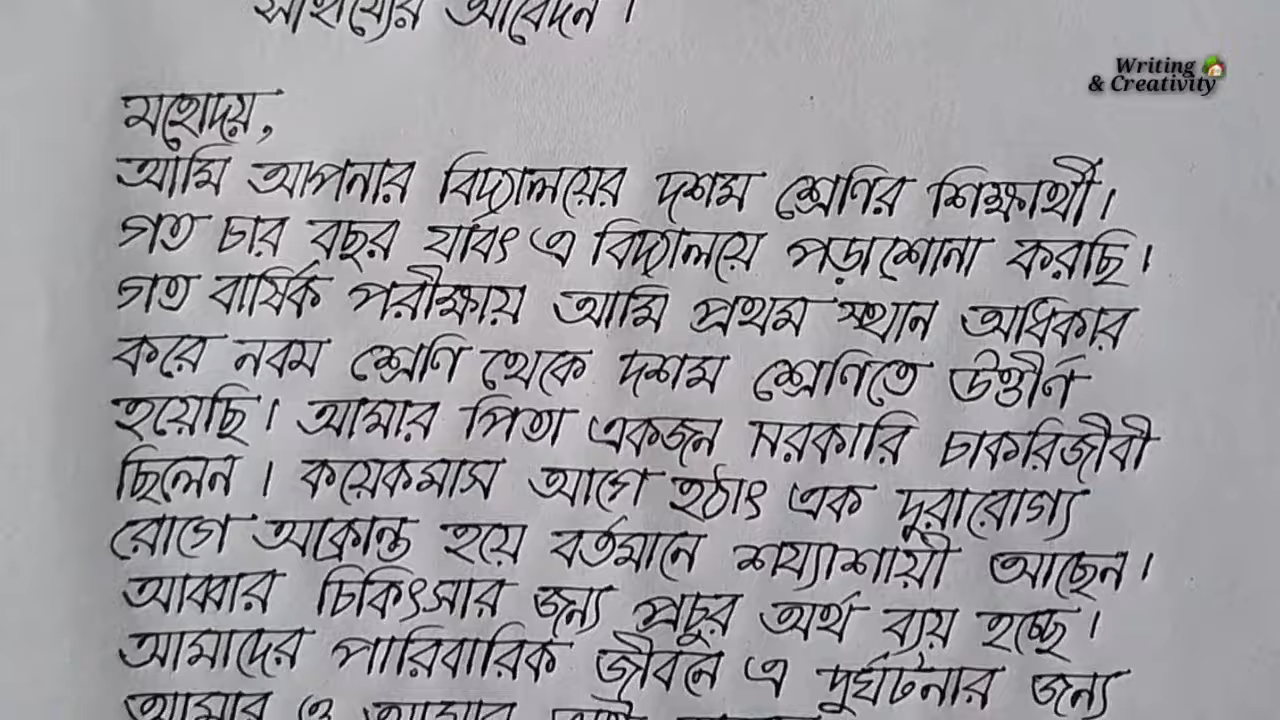 সাহায্যের আবেদন।
Writing
& Creativity
মহোদয়,
আমি আপনার বিদ্যালয়ের দশম শ্রেণির শিক্ষার্থী।
গত চার বছর যাবৎ এ বিদ্যালয়ে পড়াশোনা করছি।
গত বার্ষিক পরীক্ষায় আমি প্রথম স্থান অধিকার
করে নবম শ্রেণি থেকে দশম শ্রেণিতে উত্তীর্ণ
হয়েছি। আমার পিতা একজন সরকারি চাকরিজীবী
ছিলেন। কয়েকমাস আগে হঠাৎ এক দুরারোগ্য
রোগে আক্রান্ত হয়ে বর্তমানে শয্যাশায়ী আছেন।
আব্বার চিকিৎসার জন্য প্রচুর অর্থ ব্যয় হচ্ছে।
আমাদের পারিবারিক জীবনে এ দুর্ঘটনার জন্য
আমার ও আমার